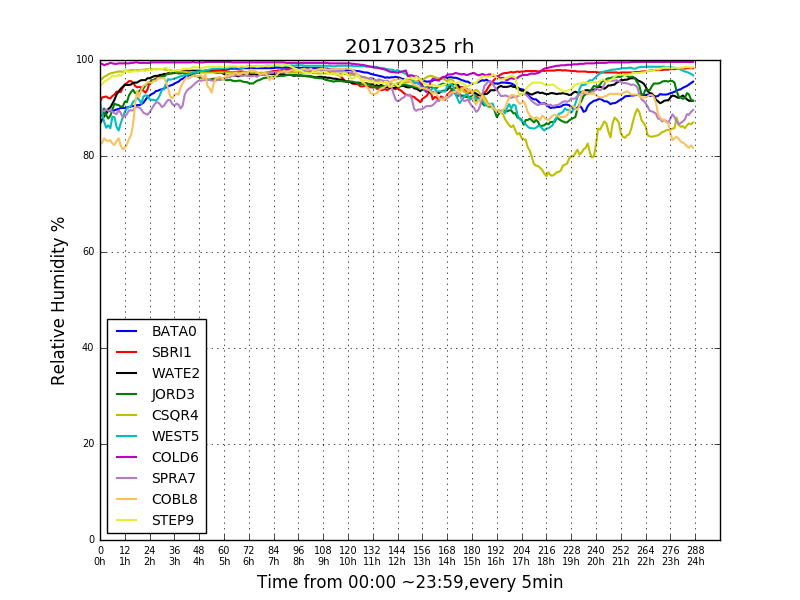 20170325 rh
100
80
60
40
20
0
Relative Humidity %
BATA0
SBRI1
WATE2
JORD3
CSQR4
WEST5
COLD6
SPRA7
COBL8
STEP9
0 12 24 36 48 60 72 84 96 108 120 132 144 156 168 180 192 204 216 228 240 252 264 276 288
0h 1h 2h 3h 4h 5h 6h 7h 8h 9h 10h 11h 12h 13h 14h 15h 16h 17h 18h 19h 20h 21h 22h 23h 24h
Time from 00:00 ~23:59,every 5min